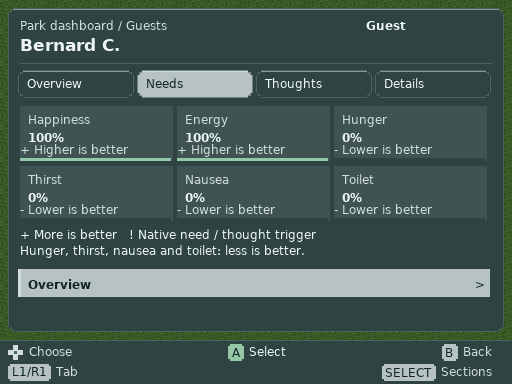 Park dashboard / Guests
Guest
Bernard C.
Overview Needs Thoughts Details
Happiness Energy Hunger
100% 100% 0%
+ Higher is better + Higher is better - Lower is better
Thirst Nausea Toilet
0% 0% 0%
- Lower is better - Lower is better - Lower is better
+ More is better ! Native need / thought trigger
Hunger, thirst, nausea and toilet: less is better.
Overview >
Choose A Select B Back
L1/R1 Tab SELECT Sections